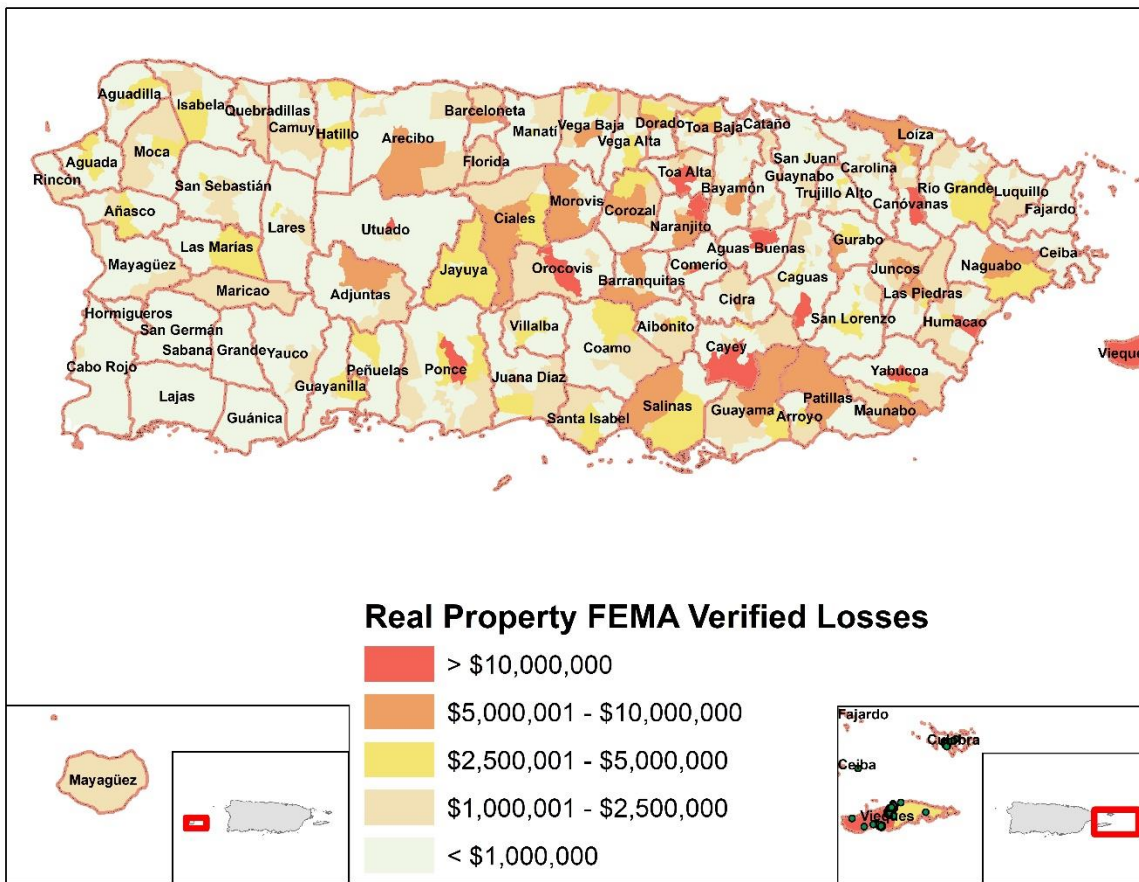 Aguadilla
Isabela
Quebradillas
Camuy
Hatillo
Arecibo
Barceloneta
Manatí
Vega Baja
Dorado
Toa Baja
Cataño
Loíza
Vega Alta
San Juan
Carolina
Aguada
Moca
Rincón
San Sebastián
Florida
Toa Alta
Bayamón
Guaynabo
Trujillo Alto
Canóvanas
Río Grande
Luquillo
Fajardo
Añasco
Lares
Utuado
Ciales
Morovis
Corozal
Naranjito
Las Marías
Aguas Buenas
Gurabo
Ceiba
Mayagüez
Jayuya
Orocovis
Barranquitas
Comerío
Caguas
Juncos
Naguabo
Maricao
Adjuntas
Cidra
Las Piedras
Hormigueros
San Germán
Villalba
Aibonito
San Lorenzo
Humacao
Cabo Rojo
Sabana Grande
Yauco
Peñuelas
Ponce
Coamo
Cayey
Vieque
Yabucoa
Guayanilla
Juana Díaz
Lajas
Guánica
Santa Isabel
Salinas
Guayama
Patillas
Arroyo
Maunabo
Real Property FEMA Verified Losses
> $10,000,000
$5,000,001 - $10,000,000
$2,500,001 - $5,000,000
$1,000,001 - $2,500,000
< $1,000,000
Mayagüez
Fajardo
Culebra
Ceiba
Vieques